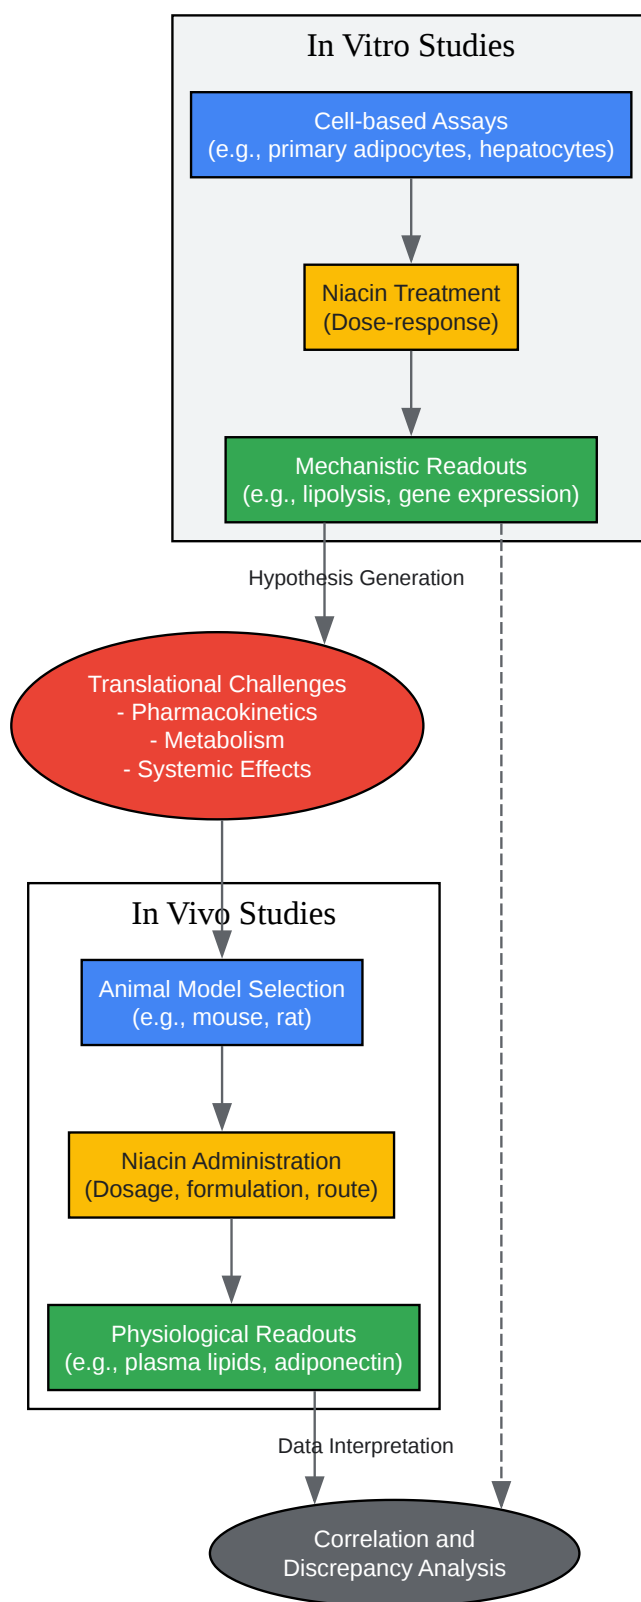 In Vitro Studies
Cell-based Assays
(e.g., primary adipocytes, hepatocytes)
Niacin Treatment
(Dose-response)
Mechanistic Readouts
(e.g., lipolysis, gene expression)
Hypothesis Generation
Translational Challenges
- Pharmacokinetics
- Metabolism
- Systemic Effects
In Vivo Studies
Animal Model Selection
(e.g., mouse, rat)
Niacin Administration
(Dosage, formulation, route)
Physiological Readouts
(e.g., plasma lipids, adiponectin)
Data Interpretation
Correlation and
Discrepancy Analysis